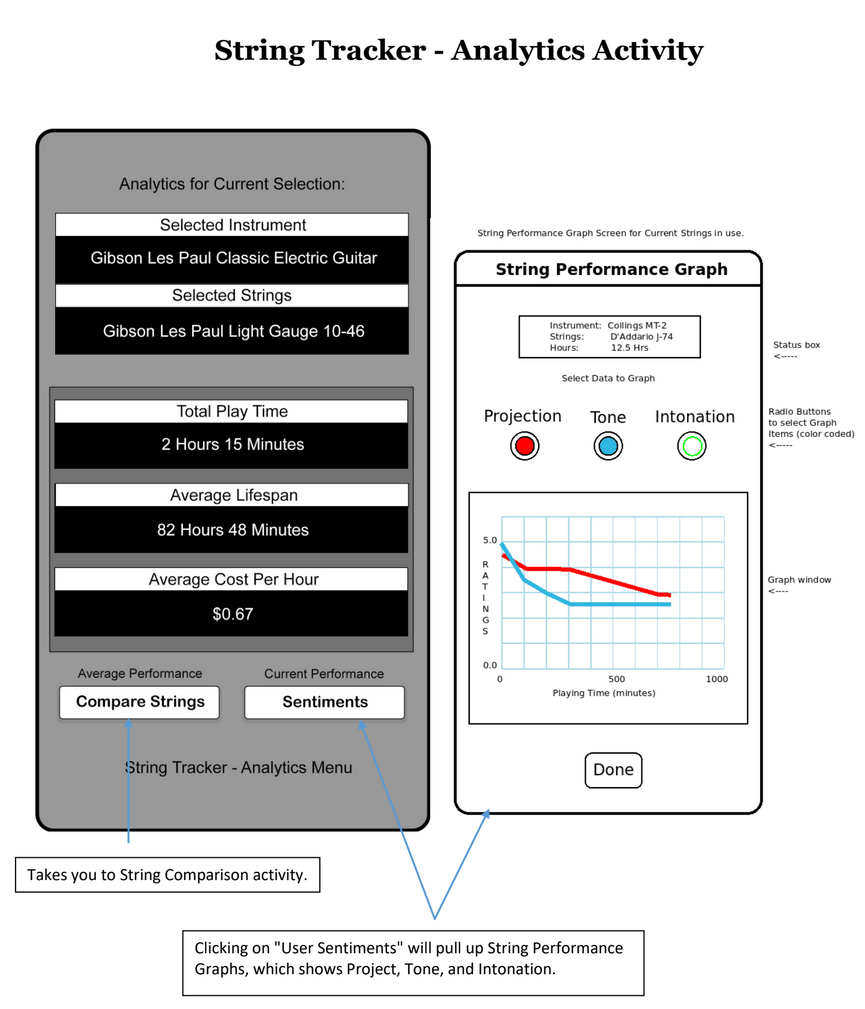 String Tracker - Analytics Activity
Analytics for Current Selection:
Selected Instrument
Gibson Les Paul Classic Electric Guitar
Selected Strings
Gibson Les Paul Light Gauge 10-46
Total Play Time
2 Hours 15 Minutes
Average Lifespan
82 Hours 48 Minutes
Average Cost Per Hour
$0.67
Average Performance
Current Performance
Compare Strings
Sentiments
String Tracker - Analytics Menu
String Performance Graph Screen for Current Strings in use.
String Performance Graph
Instrument: Collings MT-2
Strings: D'Addario J-74
Hours: 12.5 Hrs
Status box
<-----
Select Data to Graph
Projection
Tone
Intonation
Radio Buttons
to select Graph
Items (color coded)
<-----
5.0
RATINGS
0.0
0
500
1000
Playing Time (minutes)
Graph window
<----
Done
Takes you to String Comparison activity.
Clicking on "User Sentiments" will pull up String Performance
Graphs, which shows Project, Tone, and Intonation.